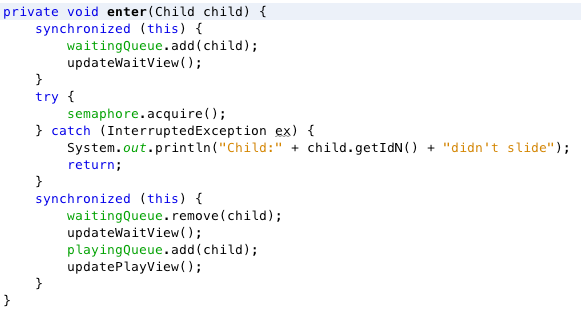 private void enter(Child child) {
    synchronized (this) {
        waitingQueue.add(child);
        updateWaitView();
    }
    try {
        semaphore.acquire();
    } catch (InterruptedException ex) {
        System.out.println("Child:" + child.getIdN() + "didn't slide");
        return;
    }
    synchronized (this) {
        waitingQueue.remove(child);
        updateWaitView();
        playingQueue.add(child);
        updatePlayView();
    }
}